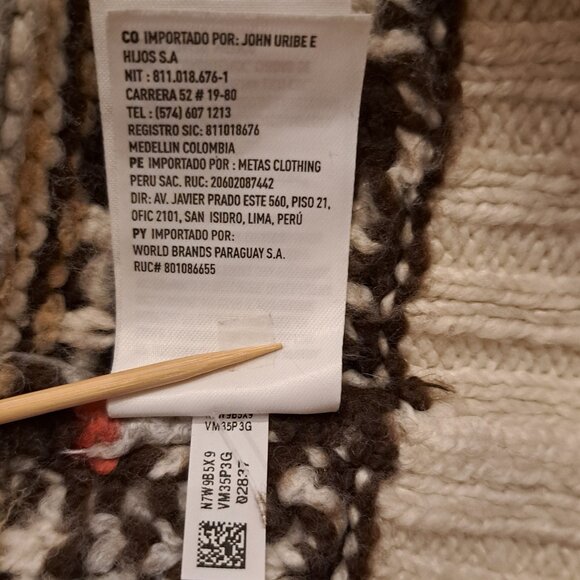 CO IMPORTADO POR: JOHN URIBE E
HIJOS S.A
NIT : 811.018.676-1
CARRERA 52 # 19-80
TEL : (574) 607 1213
REGISTRO SIC: 811018676
MEDELLIN COLOMBIA
PE IMPORTADO POR : METAS CLOTHING
PERU SAC. RUC: 20602087442
DIR: AV. JAVIER PRADO ESTE 560, PISO 21,
OFIC 2101, SAN ISIDRO, LIMA, PERÚ
PY IMPORTADO POR:
WORLD BRANDS PARAGUAY S.A.
RUC# 801086655
N7W9B5X9
VM35P3G
N7W9B5X9
VM35P3G
02837